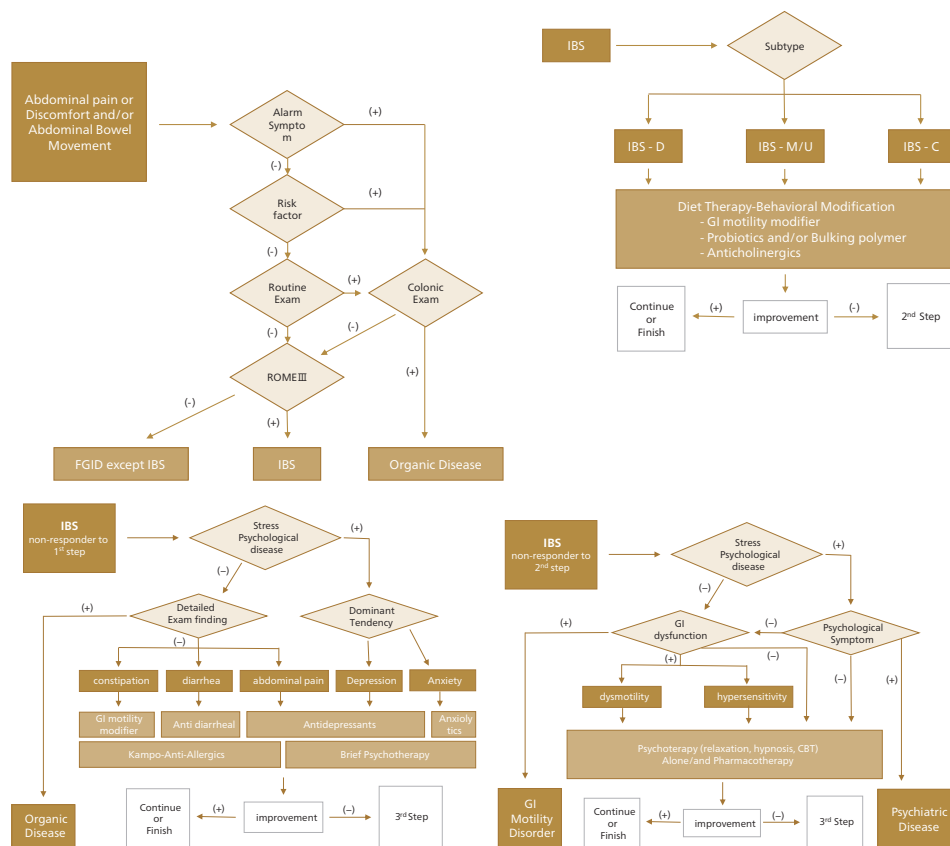 Abdominal pain or
Discomfort and/or
Abdominal Bowel
Movement
Alarm
Sympto
m
(+)
(-)
Risk
factor
(+)
(-)
Routine
Exam
(+)
Colonic
Exam
(-)
(-)
ROMEⅢ
(+)
(-)
(+)
FGID except IBS
IBS
Organic Disease
IBS
Subtype
IBS - D
IBS - M/U
IBS - C
Diet Therapy-Behavioral Modification
- GI motility modifier
- Probiotics and/or Bulking polymer
- Anticholinergics
Continue
or
Finish
(+)
improvement
(-)
2nd Step
IBS
non-responder to
1st step
Stress
Psychological
disease
(+)
(–)
(+)
Detailed
Exam finding
Dominant
Tendency
(–)
constipation
diarrhea
abdominal pain
Depression
Anxiety
GI motility
modifier
Anti diarrheal
Antidepressants
Anxioly
tics
Kampo-Anti-Allergics
Brief Psychotherapy
Organic
Disease
Continue
or
Finish
(+)
improvement
(–)
3rd Step
IBS
non-responder to
2nd step
Stress
Psychological
disease
(+)
(–)
(+)
GI
dysfunction
(–)
Psychological
Symptom
(+)
(–)
(–)
(+)
dysmotility
hypersensitivity
Psychoterapy (relaxation, hypnosis, CBT)
Alone/and Pharmacotherapy
GI
Motility
Disorder
Continue
or
Finish
(+)
improvement
(–)
3rd Step
Psychiatric
Disease